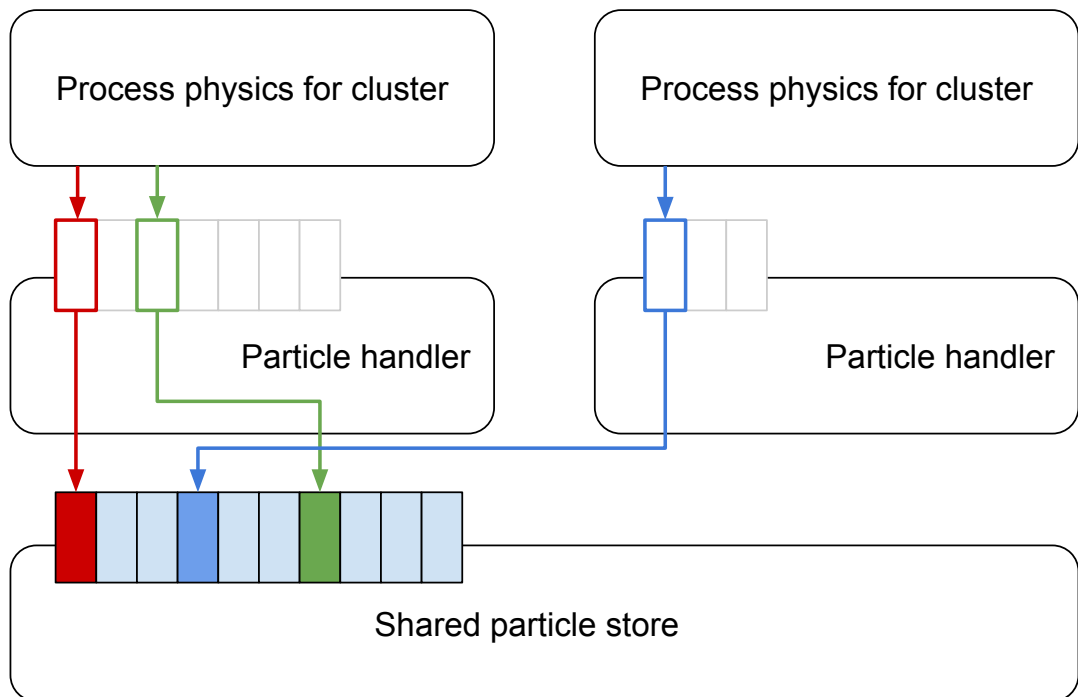 Process physics for cluster
Process physics for cluster
Particle handler
Particle handler
Shared particle store